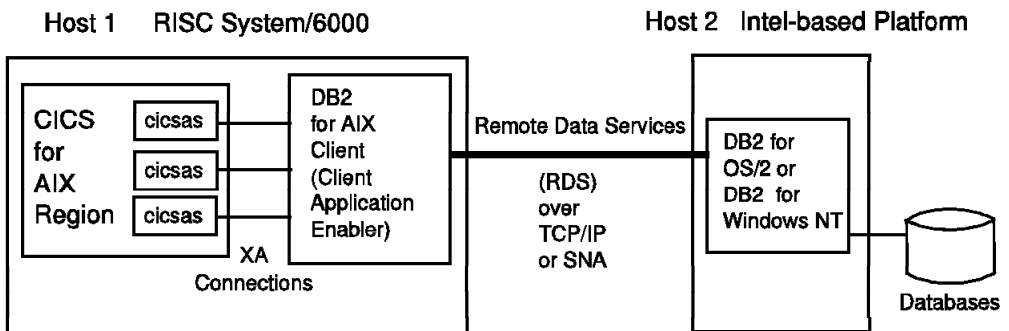 Host 1 RISC System/6000
Host 2 Intel-based Platform
CICS
for
AIX
Region
cicsas
cicsas
cicsas
XA
Connections
DB2
for AIX
Client
(Client
Application
Enabler)
Remote Data Services
(RDS)
over
TCP/IP
or SNA
DB2 for
OS/2 or
DB2 for
Windows NT
Databases